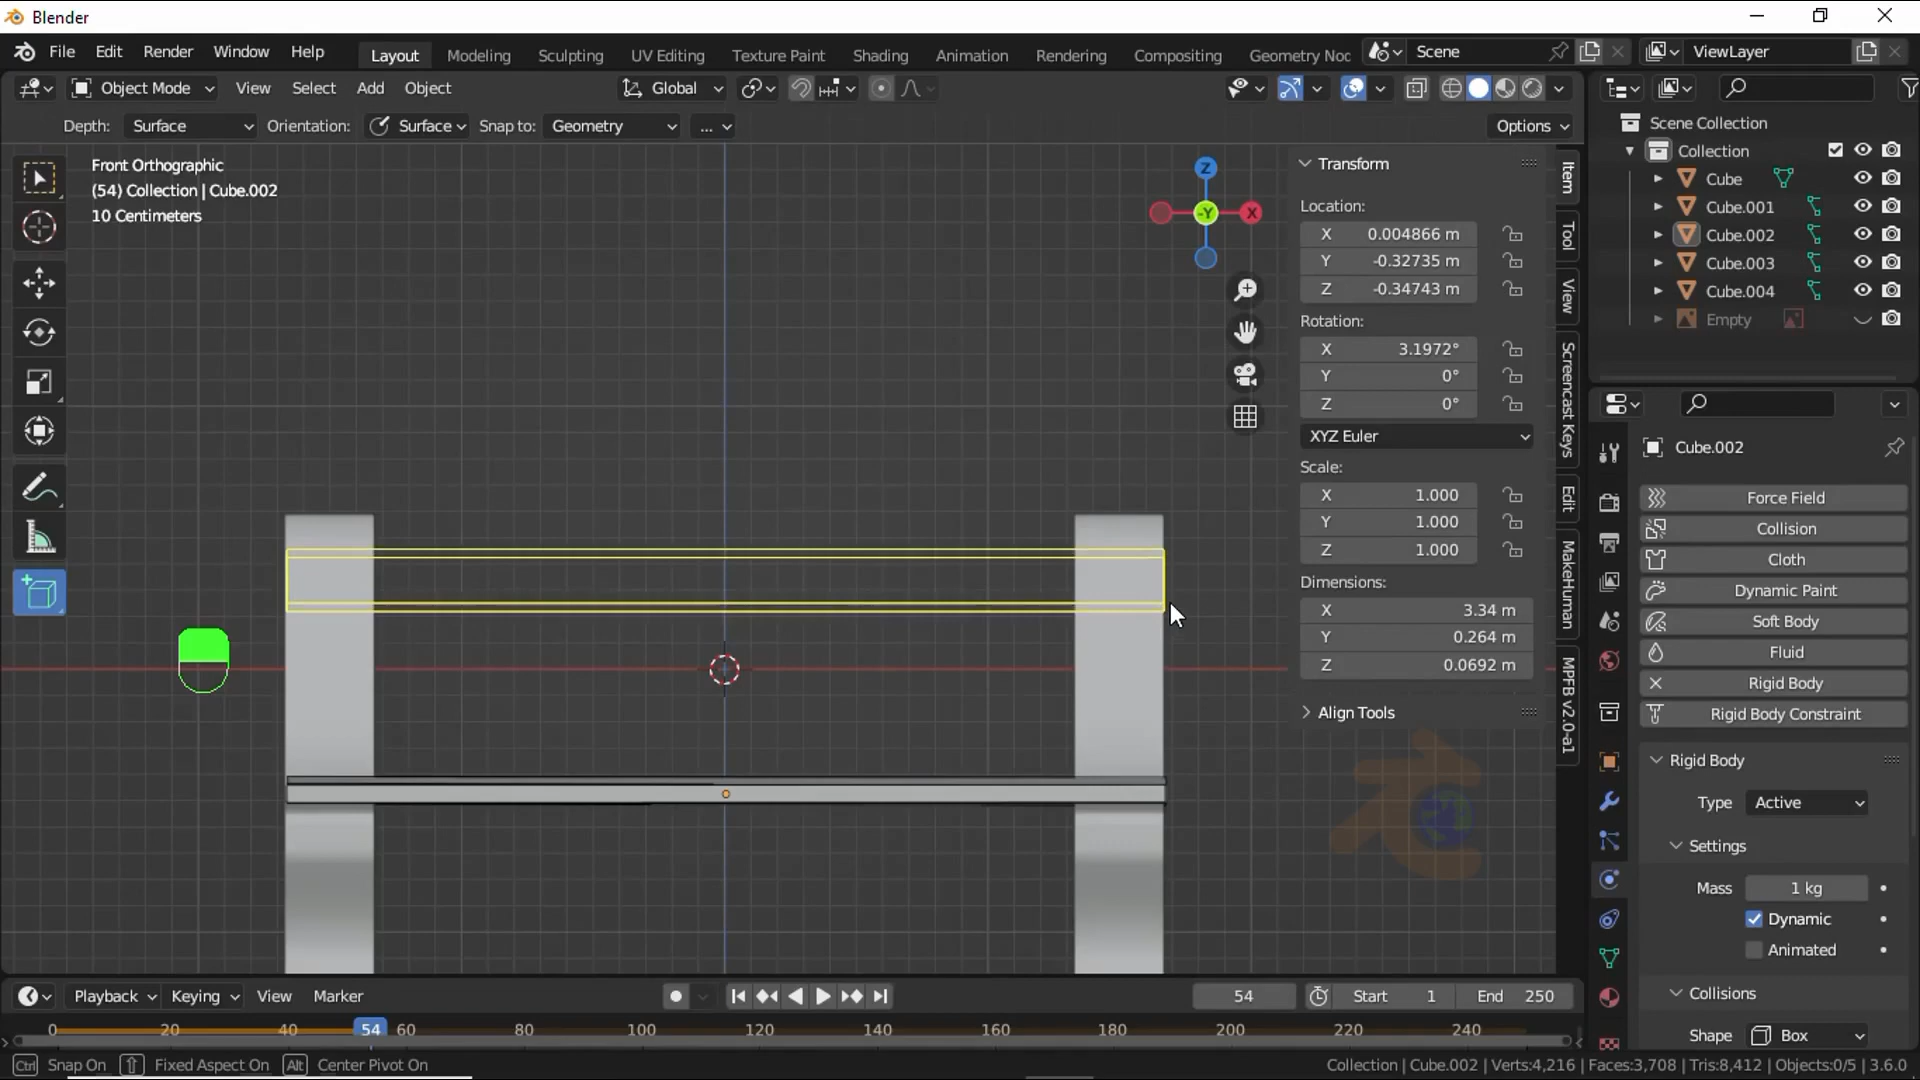 Blender
File Edit Render Window Help Layout Modeling Sculpting UV Editing Texture Paint Shading Animation Rendering Compositing Geometry Noc Scene ViewLayer
Object Mode View Select Add Object Global
Depth: Surface Orientation: Surface Snap to: Geometry ... Options
Front Orthographic
(54) Collection | Cube.002
10 Centimeters
Z
-Y
X
Transform
Location:
X 0.004866 m
Y -0.32735 m
Z -0.34743 m
Rotation:
X 3.1972°
Y 0°
Z 0°
XYZ Euler
Scale:
X 1.000
Y 1.000
Z 1.000
Dimensions:
X 3.34 m
Y 0.264 m
Z 0.0692 m
Align Tools
Item
Tool
View
Screencast Keys
Edit
MakeHuman
MPFB v2.0-a1
Scene Collection
Collection
Cube
Cube.001
Cube.002
Cube.003
Cube.004
Empty
Cube.002
Force Field
Collision
Cloth
Dynamic Paint
Soft Body
Fluid
Rigid Body
Rigid Body Constraint
Rigid Body
Type Active
Settings
Mass 1 kg
Dynamic
Animated
Collisions
Shape Box
Playback Keying View Marker 54 Start 1 End 250
0 20 40 54 60 80 100 120 140 160 180 200 220 240
Ctrl Snap On Fixed Aspect On Alt Center Pivot On Collection | Cube.002 | Verts:4,216 | Faces:3,708 | Tris:8,412 | Objects:0/5 | 3.6.0